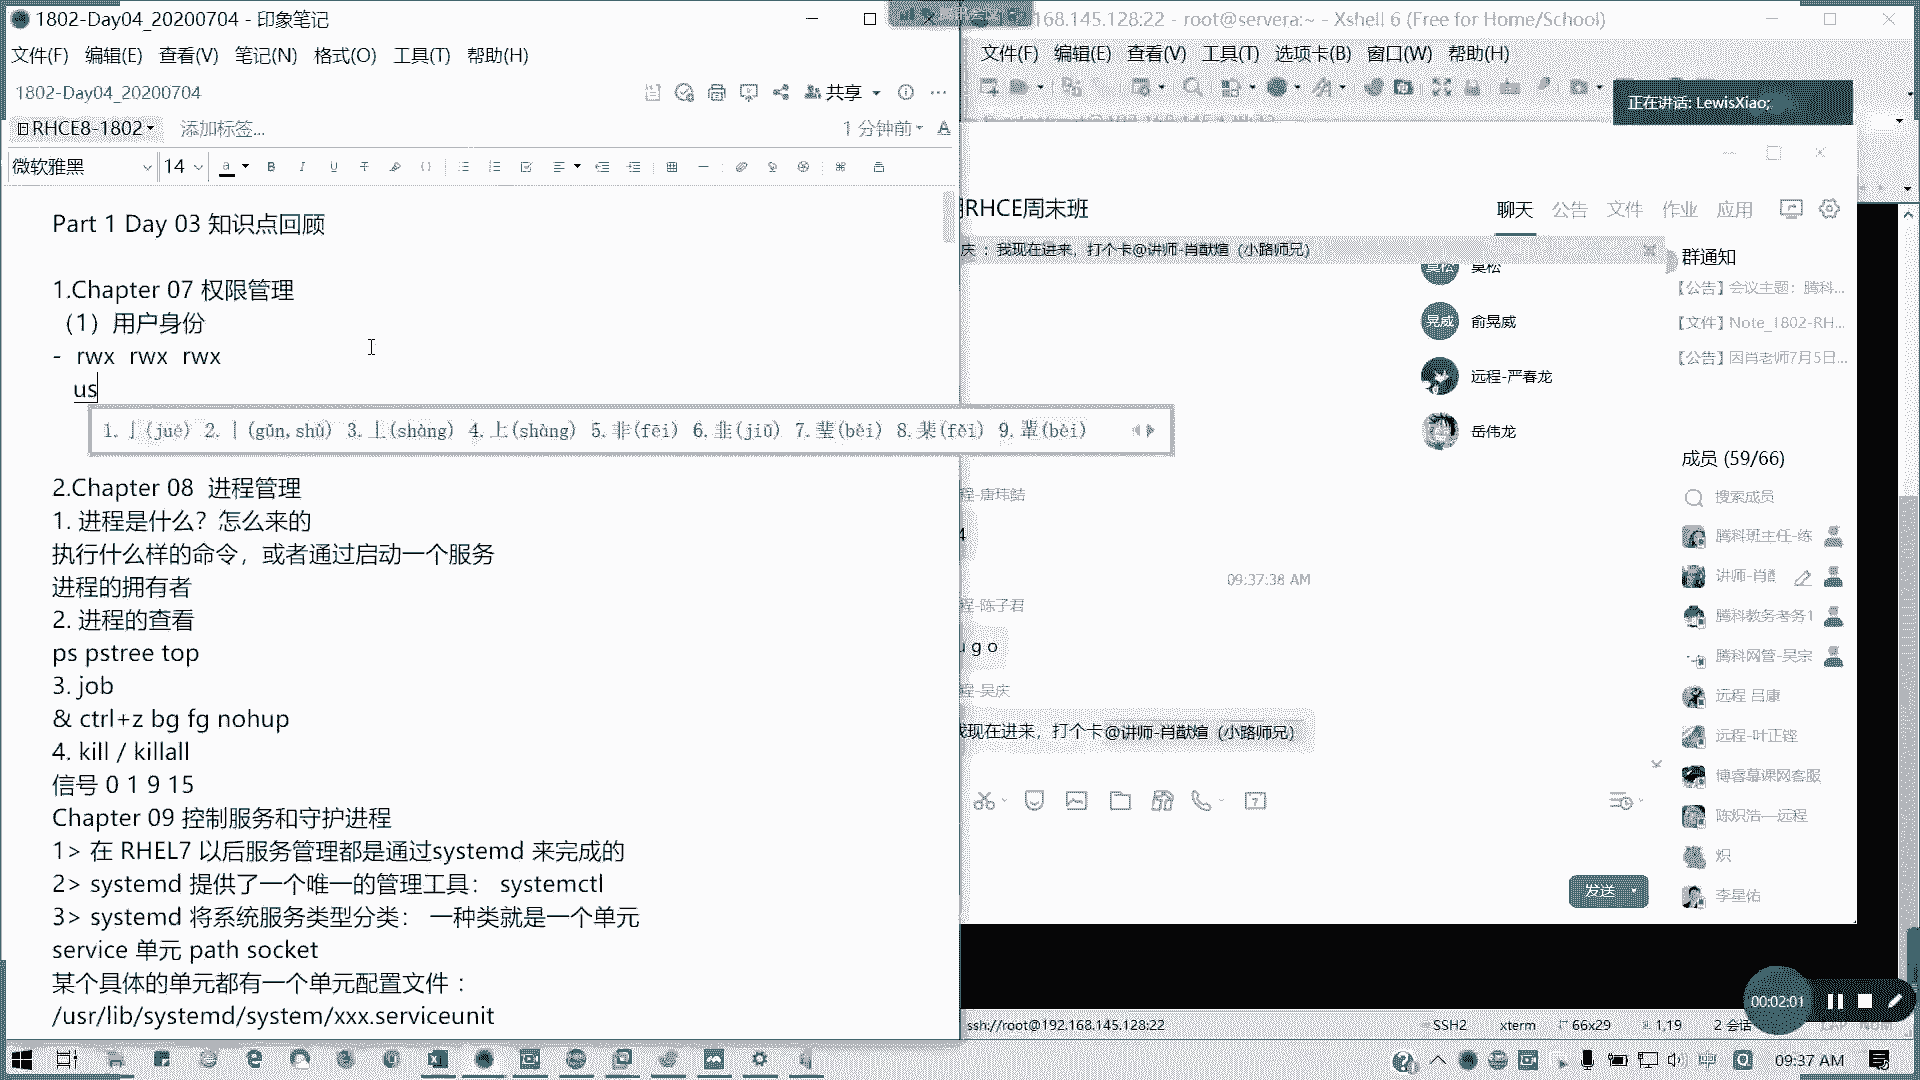 1802-Day04_20200704 - 印象笔记
文件(F) 编辑(E) 查看(V) 笔记(N) 格式(O) 工具(T) 帮助(H)
1802-Day04_20200704
共享
RHCE8-1802
添加标签...
1 分钟前
微软雅黑
14
Part 1 Day 03 知识点回顾
1.Chapter 07 权限管理
（1）用户身份
- rwx rwx rwx
us
1.亅(jué) 2.丨(gǔn,shù) 3.丄(shàng) 4.上(shàng) 5.非(fēi) 6.韭(jiǔ) 7.琲(bèi) 8.棐(fěi) 9.輩(bèi)
2.Chapter 08 进程管理
1. 进程是什么？怎么来的
执行什么样的命令，或者通过启动一个服务
进程的拥有者
2. 进程的查看
ps pstree top
3. job
& ctrl+z bg fg nohup
4. kill / killall
信号 0 1 9 15
Chapter 09 控制服务和守护进程
1> 在 RHEL7 以后服务管理都是通过systemd 来完成的
2> systemd 提供了一个唯一的管理工具： systemctl
3> systemd 将系统服务类型分类： 一种类就是一个单元
service 单元 path socket
某个具体的单元都有一个单元配置文件：
/usr/lib/systemd/system/xxx.serviceunit
168.145.128:22 - root@servera:~ - Xshell 6 (Free for Home/School)
文件(F) 编辑(E) 查看(V) 工具(T) 选项卡(B) 窗口(W) 帮助(H)
正在讲话: LewisXiao;
RHCE周末班
聊天 公告 文件 作业 应用
庆 : 我现在进来，打个卡@讲师-肖猷煊 (小路师兄)
莫松
俞晃威
远程-严春龙
岳伟龙
09:37:38 AM
程-陈子君
u g o
程-吴庆
我现在进来，打个卡@讲师-肖猷煊 (小路师兄)
发送
群通知
【公告】会议主题：腾科...
【文件】Note_1802-RH...
【公告】因肖老师7月5日...
成员 (59/66)
搜索成员
腾科班主任-练
讲师-肖猷
腾科教务考务1
腾科网管-吴宗
远程 吕康
远程-叶正铿
博睿慕课网客服
陈炽浩—远程
炽
李星佑
00:02:01
ssh://root@192.168.145.128:22
SSH2
xterm
66x29
1,19
2 会话
09:37 AM